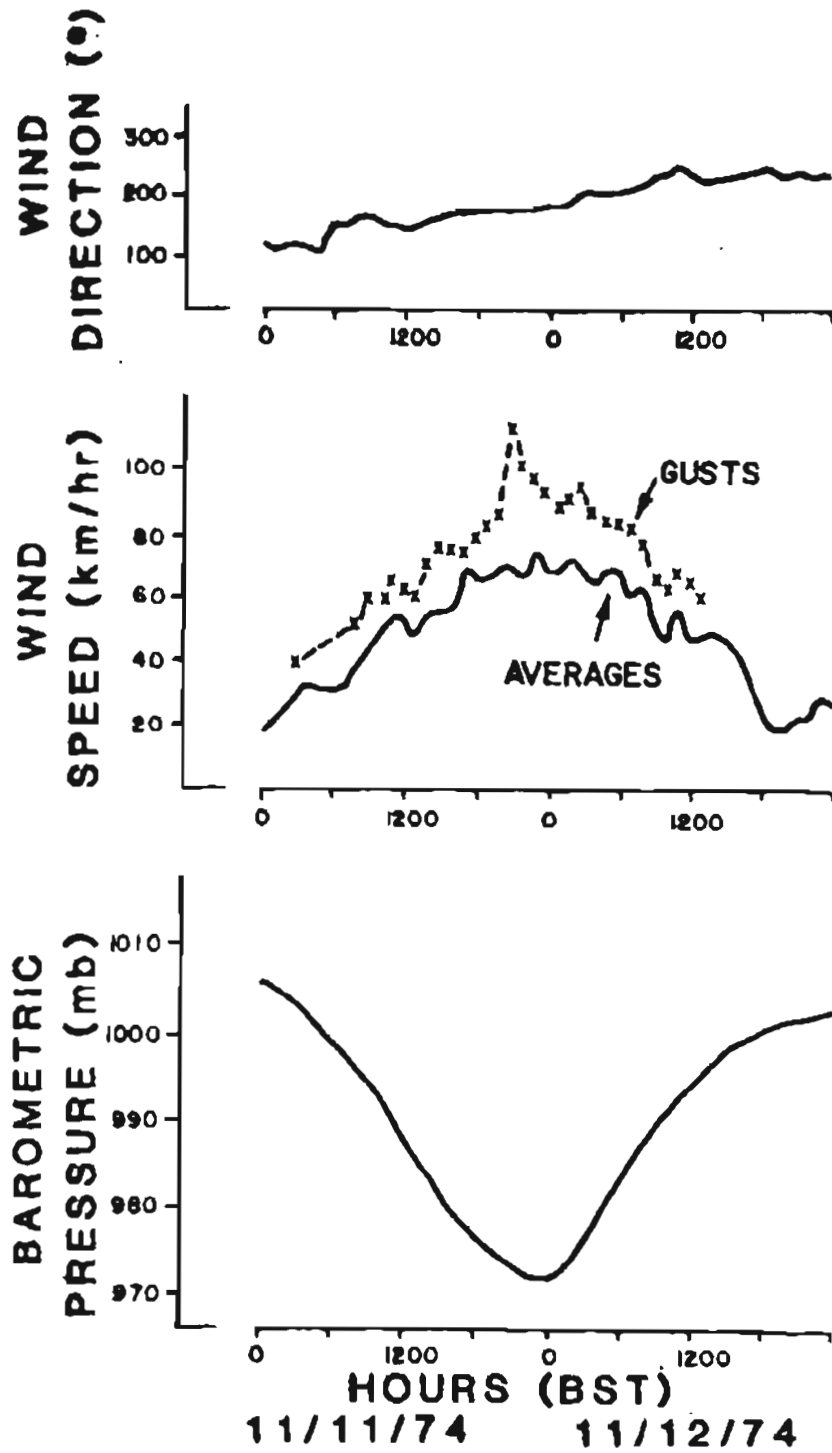 WIND
DIRECTION (°)
300
200
100
0 1200 0 1200
WIND
SPEED (km/hr)
100
80
60
40
20
GUSTS
AVERAGES
0 1200 0 1200
BAROMETRIC
PRESSURE (mb)
1010
1000
990
980
970
0 1200 0 1200
HOURS (BST)
11/11/74 11/12/74